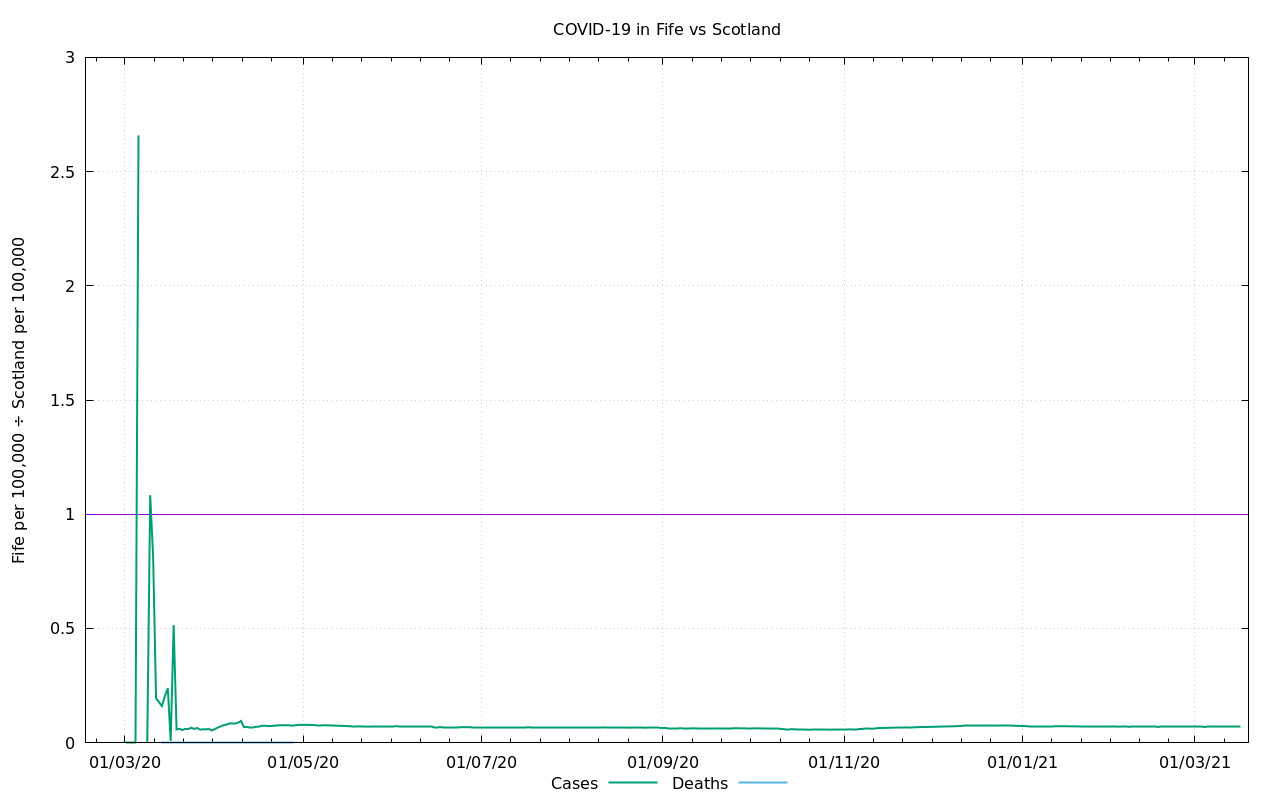 COVID-19 in Fife vs Scotland
Fife per 100,000 ÷ Scotland per 100,000
3
2.5
2
1.5
1
0.5
0
01/03/20 01/05/20 01/07/20 01/09/20 01/11/20 01/01/21 01/03/21
Cases Deaths